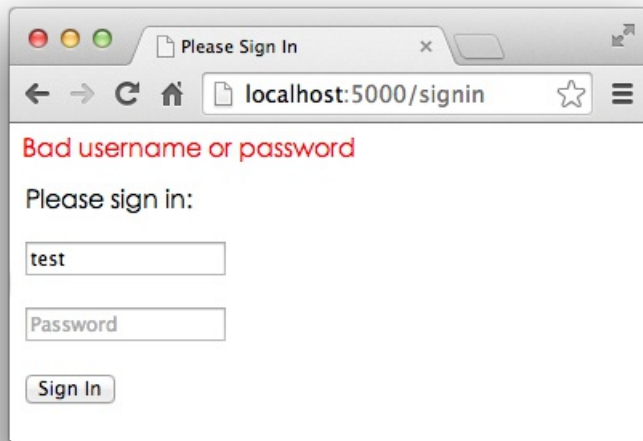 Please Sign In
localhost:5000/signin
Bad username or password
Please sign in:
test
Password
Sign In